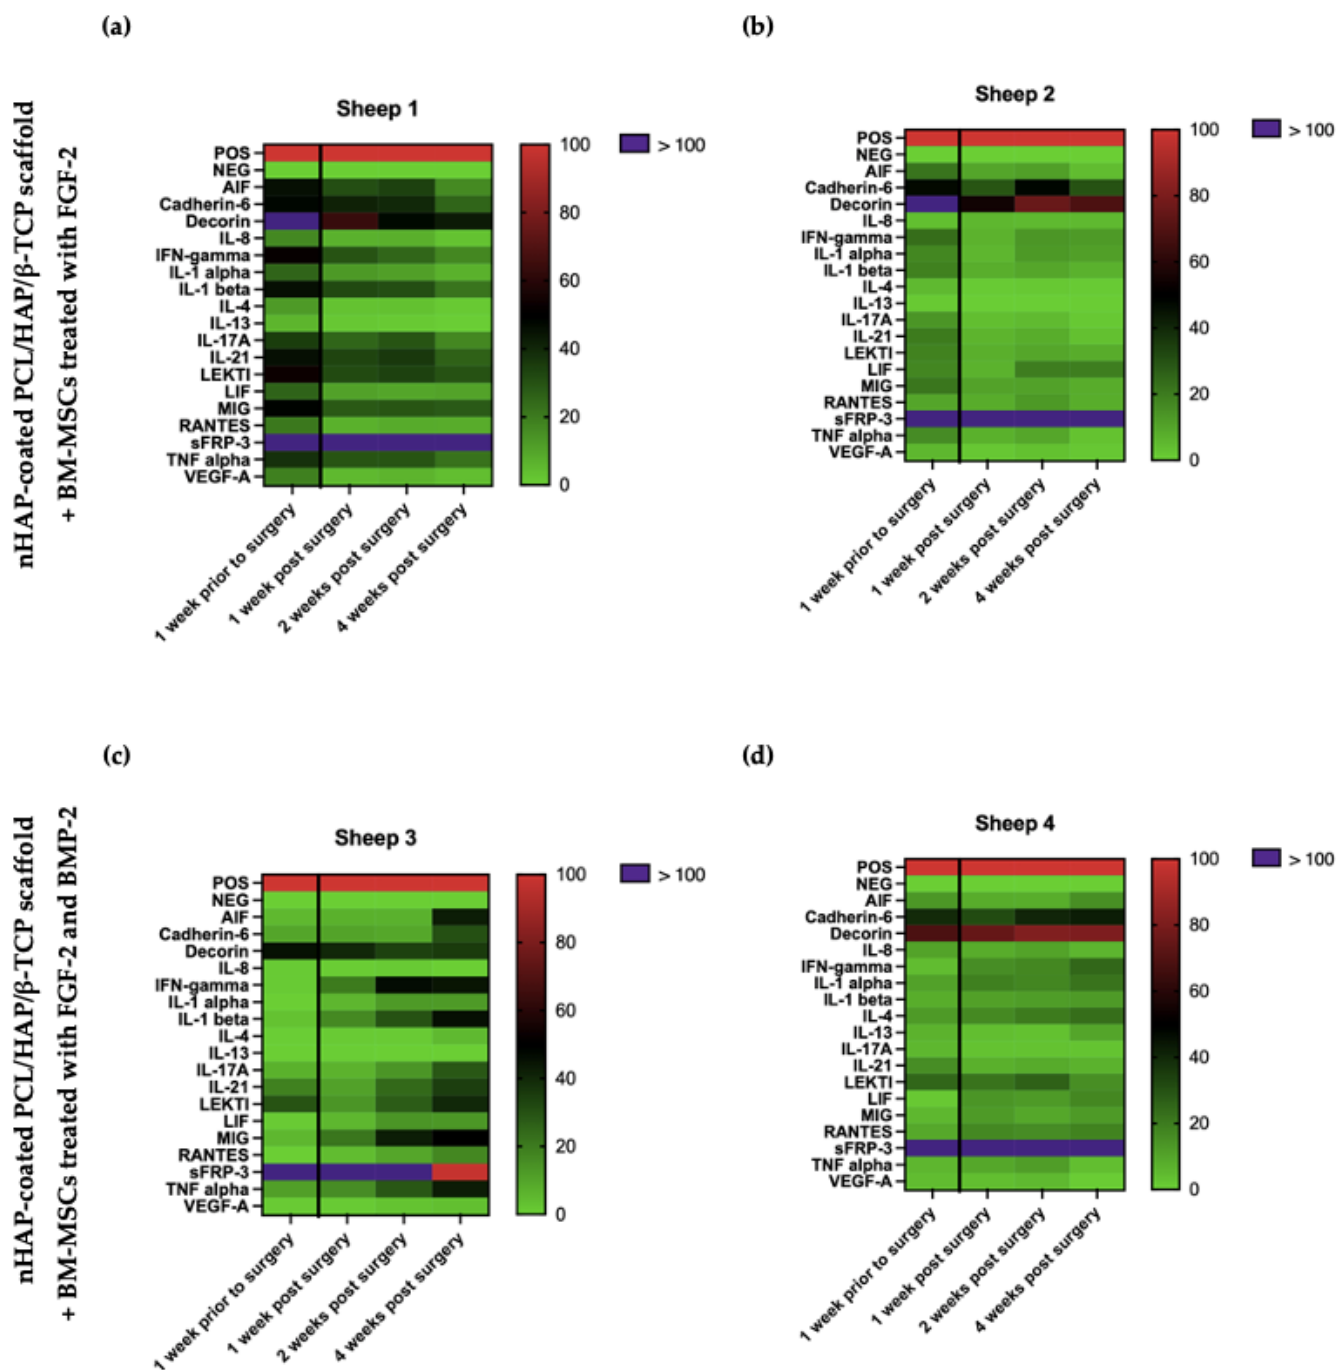 (a)
nHAP-coated PCL/HAP/β-TCP scaffold
+ BM-MSCs treated with FGF-2
Sheep 1
POS
NEG
AIF
Cadherin-6
Decorin
IL-8
IFN-gamma
IL-1 alpha
IL-1 beta
IL-4
IL-13
IL-17A
IL-21
LEKTI
LIF
MIG
RANTES
sFRP-3
TNF alpha
VEGF-A
100
80
60
40
20
0
> 100
1 week prior to surgery
1 week post surgery
2 weeks post surgery
4 weeks post surgery
(b)
Sheep 2
POS
NEG
AIF
Cadherin-6
Decorin
IL-8
IFN-gamma
IL-1 alpha
IL-1 beta
IL-4
IL-13
IL-17A
IL-21
LEKTI
LIF
MIG
RANTES
sFRP-3
TNF alpha
VEGF-A
100
80
60
40
20
0
> 100
1 week prior to surgery
1 week post surgery
2 weeks post surgery
4 weeks post surgery
(c)
nHAP-coated PCL/HAP/β-TCP scaffold
+ BM-MSCs treated with FGF-2 and BMP-2
Sheep 3
POS
NEG
AIF
Cadherin-6
Decorin
IL-8
IFN-gamma
IL-1 alpha
IL-1 beta
IL-4
IL-13
IL-17A
IL-21
LEKTI
LIF
MIG
RANTES
sFRP-3
TNF alpha
VEGF-A
100
80
60
40
20
0
> 100
1 week prior to surgery
1 week post surgery
2 weeks post surgery
4 weeks post surgery
(d)
Sheep 4
POS
NEG
AIF
Cadherin-6
Decorin
IL-8
IFN-gamma
IL-1 alpha
IL-1 beta
IL-4
IL-13
IL-17A
IL-21
LEKTI
LIF
MIG
RANTES
sFRP-3
TNF alpha
VEGF-A
100
80
60
40
20
0
> 100
1 week prior to surgery
1 week post surgery
2 weeks post surgery
4 weeks post surgery